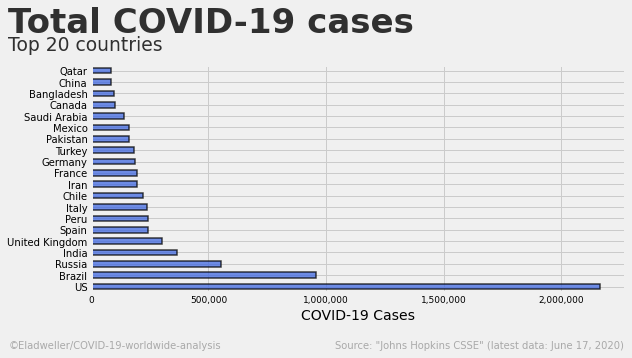 Total COVID-19 cases
Top 20 countries
Qatar
China
Bangladesh
Canada
Saudi Arabia
Mexico
Pakistan
Turkey
Germany
France
Iran
Chile
Italy
Peru
Spain
United Kingdom
India
Russia
Brazil
US
0 500,000 1,000,000 1,500,000 2,000,000
COVID-19 Cases
©Eladweller/COVID-19-worldwide-analysis Source: "Johns Hopkins CSSE" (latest data: June 17, 2020)